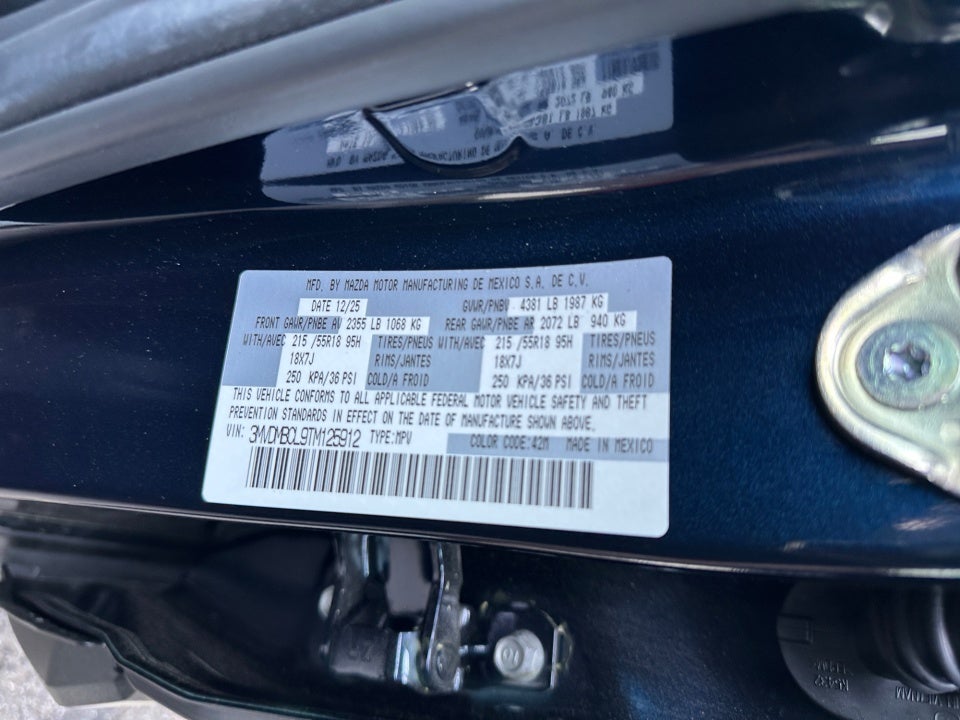 MFD. BY MAZDA MOTOR MANUFACTURING DE MEXICO S.A. DE C.V.
DATE 12/25 GVWR/PNBV 4381 LB 1987 KG
FRONT GAWR/PNBE AV 2355 LB 1068 KG REAR GAWR/PNBE AR 2072 LB 940 KG
WITH/AVEC 215 /55R18 95H TIRES/PNEUS WITH/AVEC 215 /55R18 95H TIRES/PNEUS
18X7J RIMS/JANTES 18X7J RIMS/JANTES
250 KPA/36 PSI COLD/A FROID 250 KPA/36 PSI COLD/A FROID
THIS VEHICLE CONFORMS TO ALL APPLICABLE FEDERAL MOTOR VEHICLE SAFETY AND THEFT
PREVENTION STANDARDS IN EFFECT ON THE DATE OF MANUFACTURE SHOWN ABOVE.
VIN: 3MVDMBCL9TM125912 TYPE:MPV COLOR CODE:42M MADE IN MEXICO